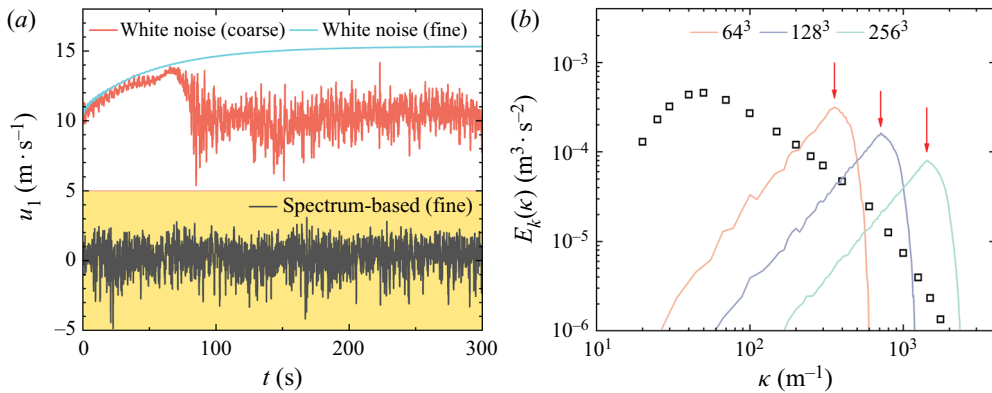 (a)
White noise (coarse)
White noise (fine)
Spectrum-based (fine)
15
10
5
0
−5
u₁ (m · s⁻¹)
0
100
200
300
t (s)
(b)
64³
128³
256³
10⁻³
10⁻⁴
10⁻⁵
10⁻⁶
Eₖ(κ) (m³ · s⁻²)
10¹
10²
10³
κ (m⁻¹)